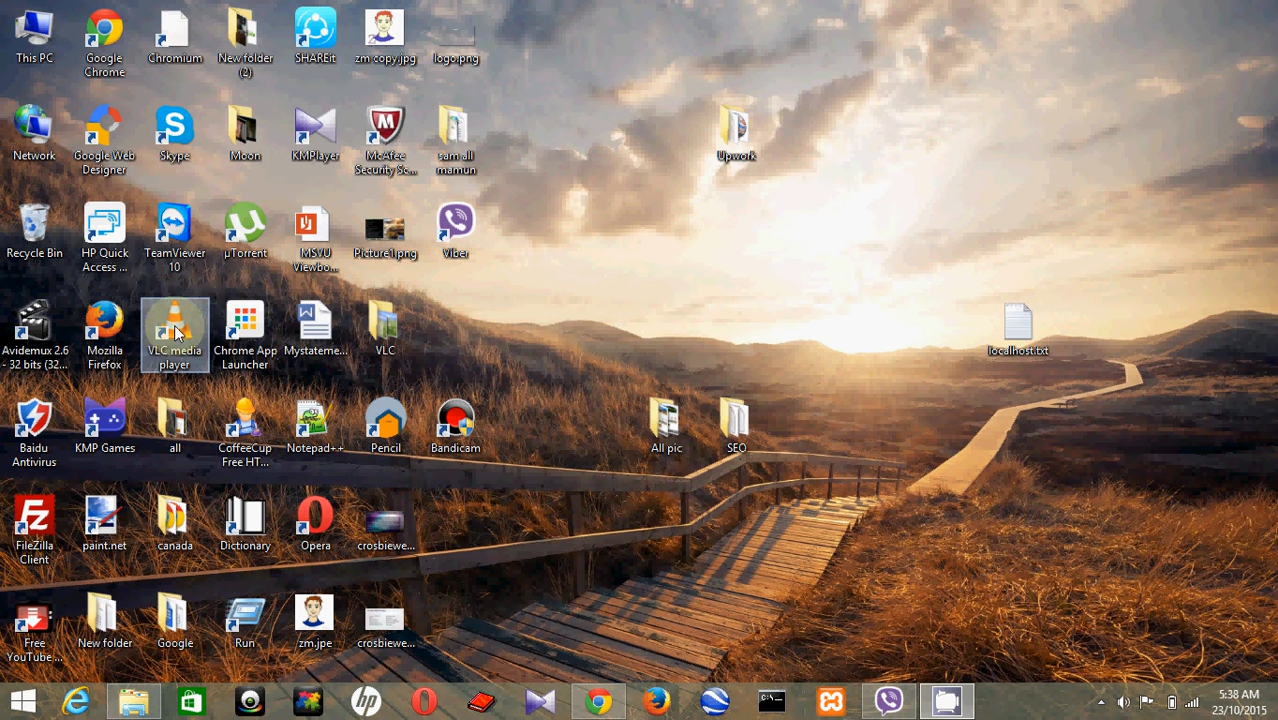 This PC
Google
Chrome
Chromium
New folder
(2)
SHAREit
zm copy.jpg
logo.png
Network
Google Web
Designer
Skype
Moon
KMPlayer
McAfee
Security Sc...
sam all
mamun
Upwork
Recycle Bin
HP Quick
Access ...
TeamViewer
10
µTorrent
MSVU
Viewbo...
Picture1.png
Viber
Avidemux 2.6
- 32 bits (32...
Mozilla
Firefox
VLC media
player
Chrome App
Launcher
Mystateme...
VLC
localhost.txt
Baidu
Antivirus
KMP Games
all
CoffeeCup
Free HT...
Notepad++
Pencil
Bandicam
All pic
SEO
FileZilla
Client
paint.net
canada
Dictionary
Opera
crosbiewe...
Free
YouTube ...
New folder
Google
Run
zm.jpe
crosbiewe...
hp
C:\_
5:38 AM
23/10/2015